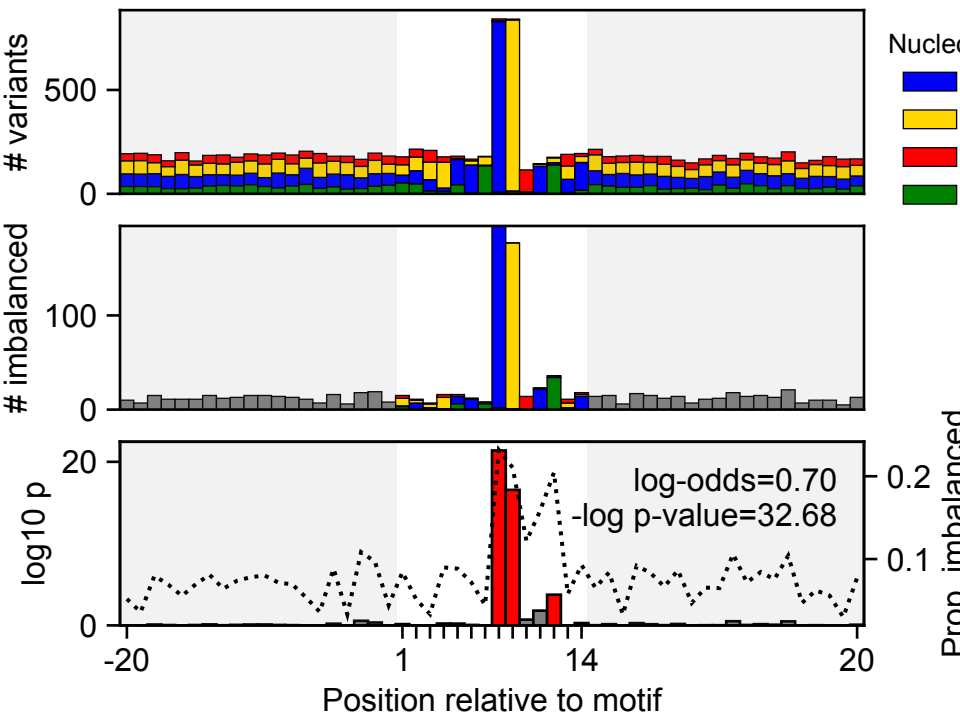 # variants
500
0
Nucleo
# imbalanced
100
0
log10 p
20
0
log-odds=0.70
-log p-value=32.68
0.2
0.1
Prop. imbalanced
-20
1
14
20
Position relative to motif